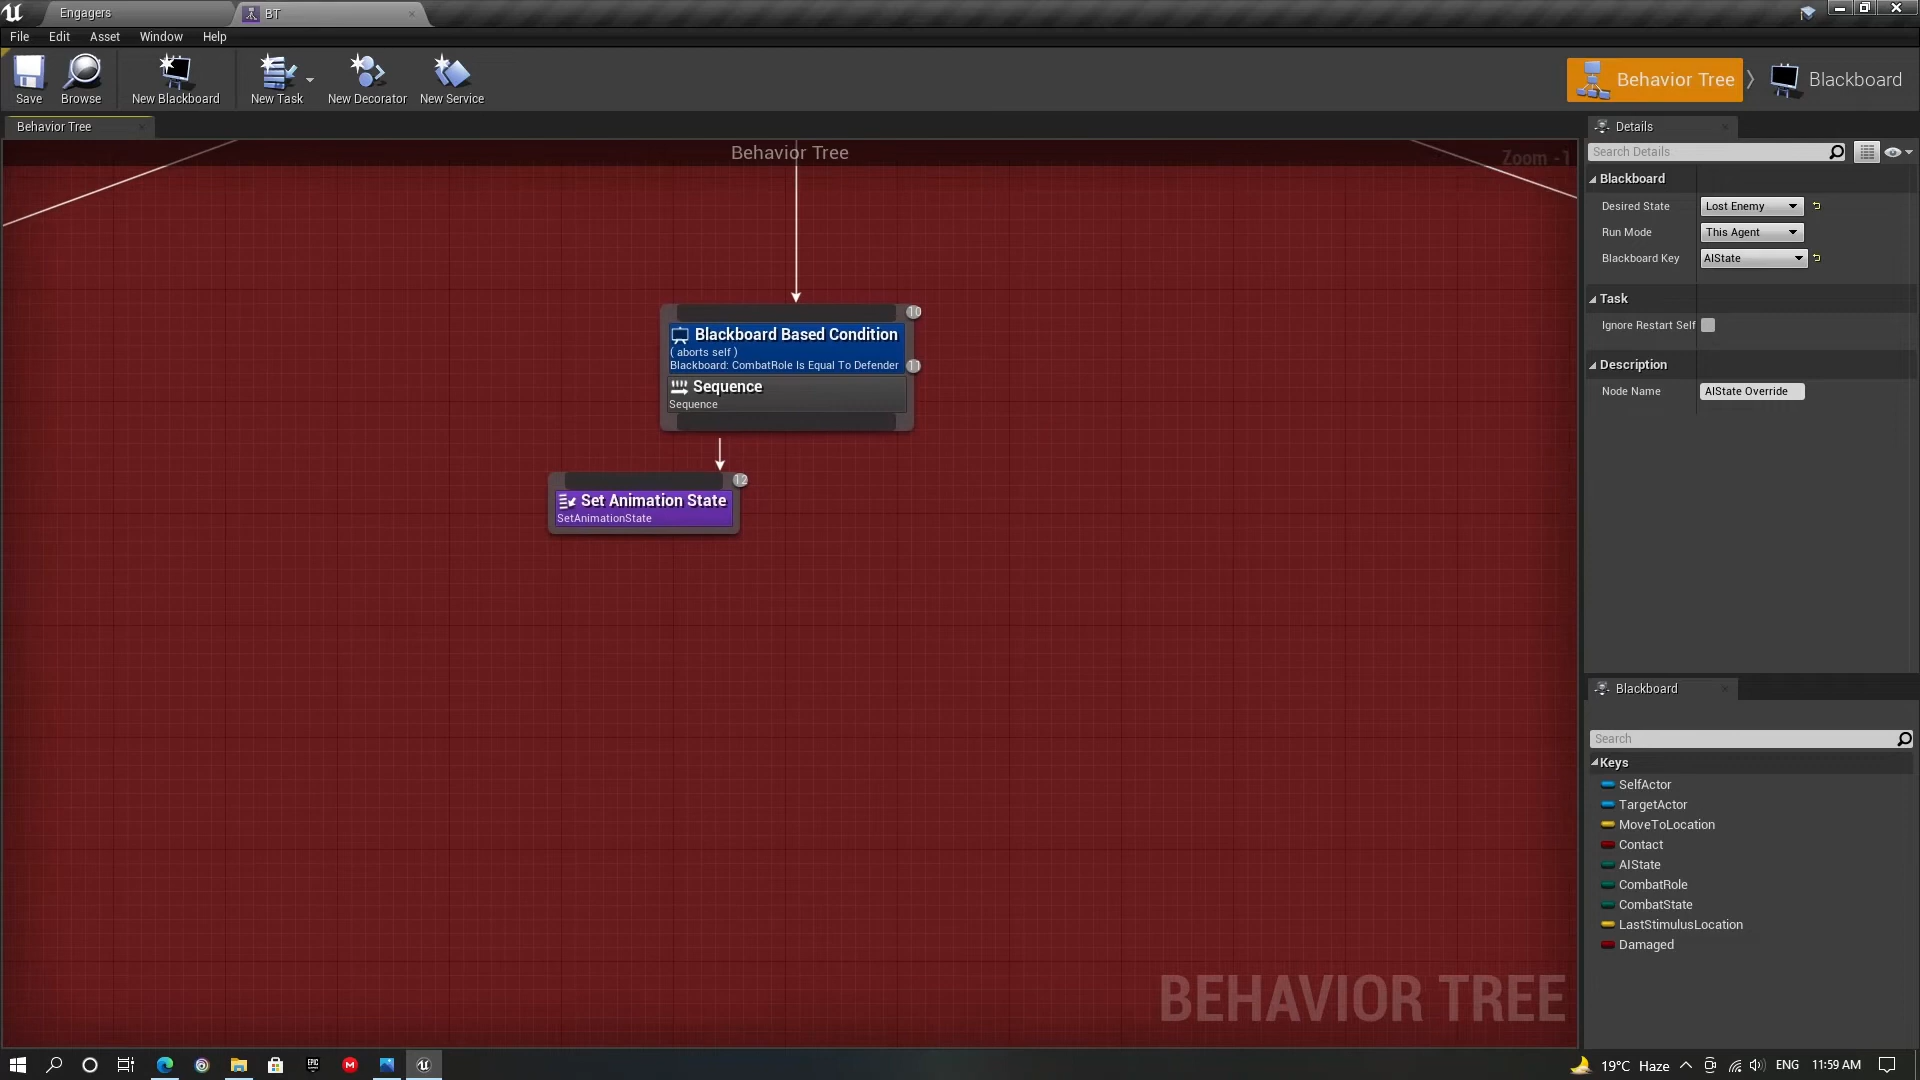 Engagers
BT
File Edit Asset Window Help
Save
Browse
New Blackboard
New Task
New Decorator
New Service
Behavior Tree
Blackboard
Behavior Tree
Behavior Tree
Zoom -1
Blackboard Based Condition
( aborts self )
Blackboard: CombatRole Is Equal To Defender
10
11
Sequence
Sequence
12
Set Animation State
SetAnimationState
BEHAVIOR TREE
Details
Search Details
Blackboard
Desired State Lost Enemy
Run Mode This Agent
Blackboard Key AIState
Task
Ignore Restart Self
Description
Node Name AIState Override
Blackboard
Search
Keys
SelfActor
TargetActor
MoveToLocation
Contact
AIState
CombatRole
CombatState
LastStimulusLocation
Damaged
EPIC
M
19°C Haze
ENG
11:59 AM